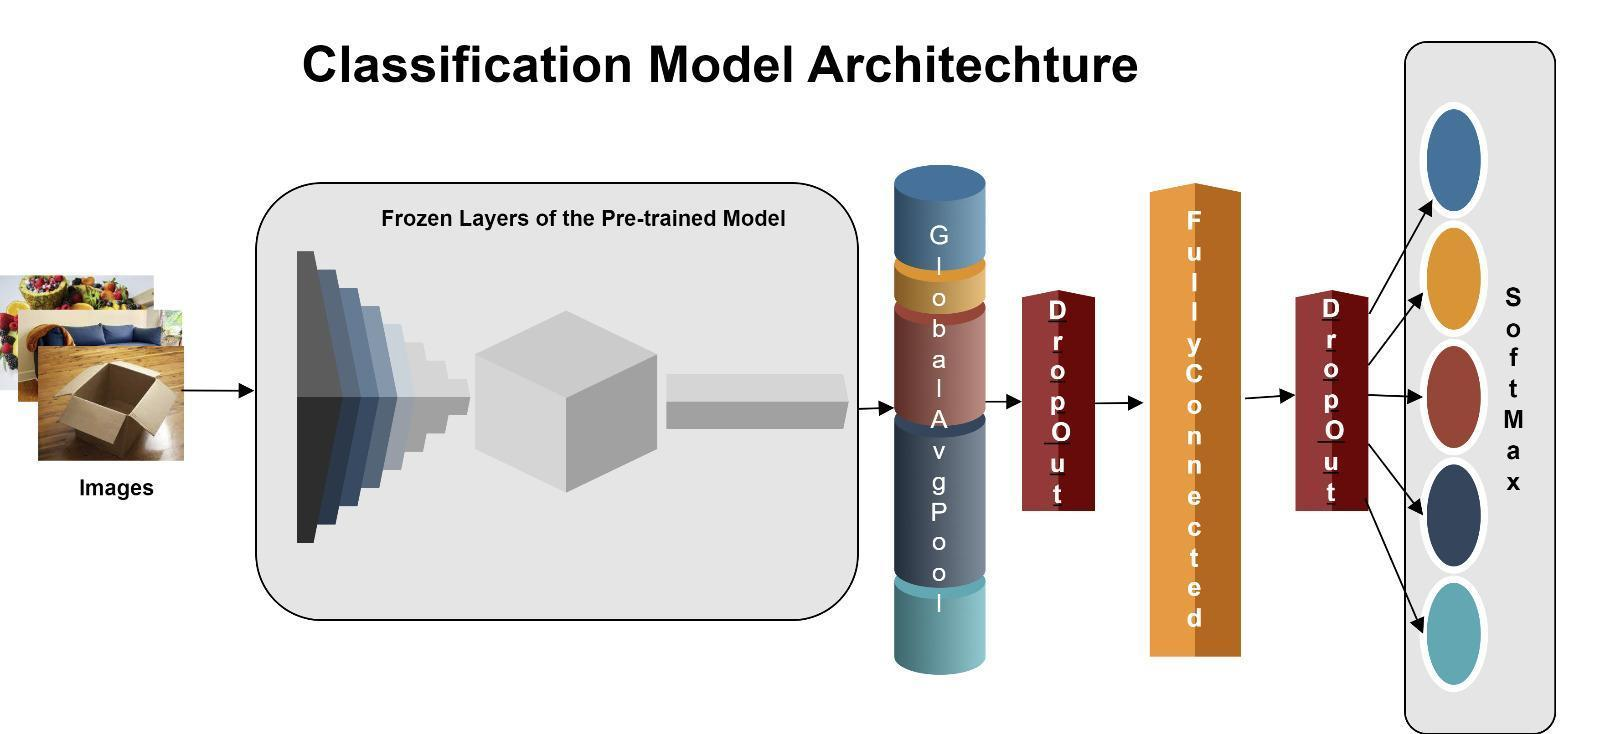 Classification Model Architechture
Frozen Layers of the Pre-trained Model
Images
GlobalAvgPool
DropOut
FullyConnected
DropOut
SoftMax